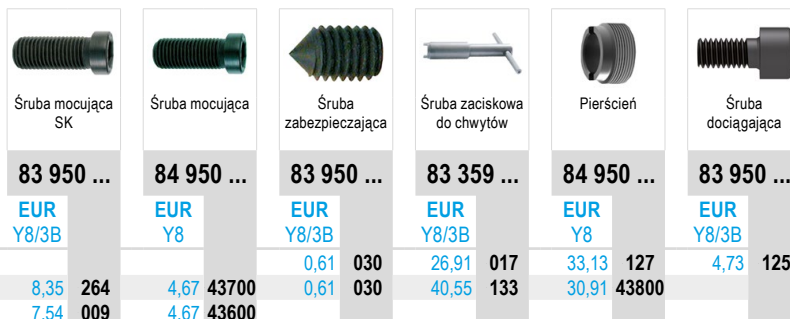 Śruba mocująca SK
Śruba mocująca
Śruba zabezpieczająca
Śruba zaciskowa do chwytów
Pierścień
Śruba dociągająca
83 950 ... 84 950 ... 83 950 ... 83 359 ... 84 950 ... 83 950 ...
EUR EUR EUR EUR EUR EUR
Y8/3B Y8 Y8/3B Y8/3B Y8 Y8/3B
0,61 030 26,91 017 33,13 127 4,73 125
8,35 264 4,67 43700 0,61 030 40,55 133 30,91 43800
7,54 009 4,67 43600